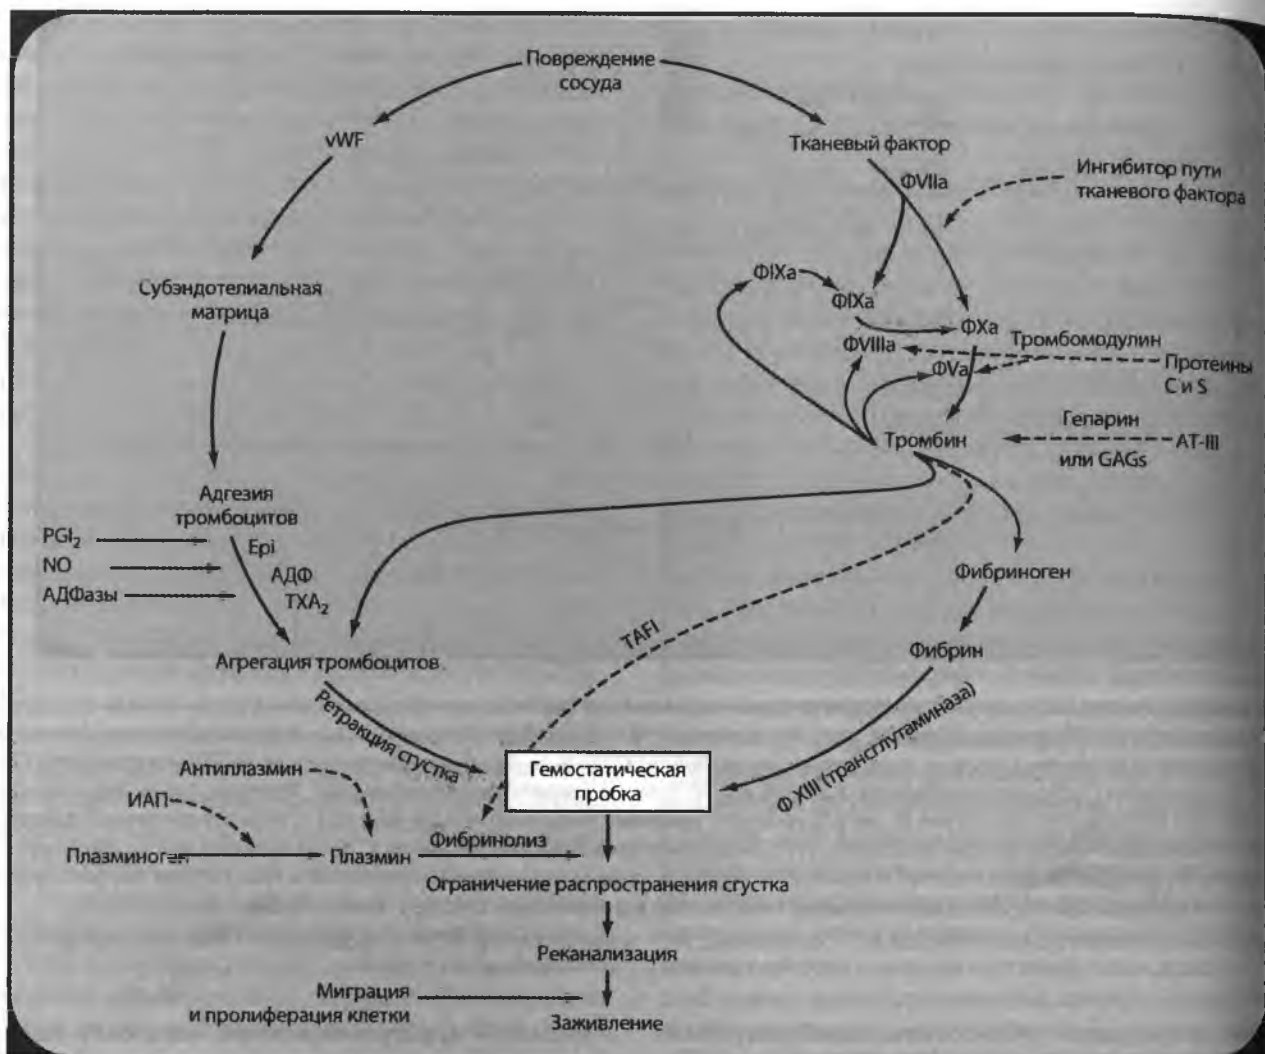 Повреждение
сосуда
vWF
Тканевый фактор
ФVIIa
Ингибитор пути
тканевого фактора
Субэндотелиальная
матрица
ФIXa
ФIXa
ФXa
ФVIIIa
Тромбомодулин
ФVa
Протеины
С и S
Тромбин
Гепарин
или GAGs
AT-III
Адгезия
тромбоцитов
PGI₂
NO
АДФазы
Epi
АДФ
TXA₂
Фибриноген
TAFI
Агрегация тромбоцитов
Фибрин
Ретракция сгустка
Ф XIII (трансглутаминаза)
Гемостатическая
пробка
Антиплазмин
ИАП
Плазминоген
Плазмин
Фибринолиз
Ограничение распространения сгустка
Реканализация
Миграция
и пролиферация клетки
Заживление